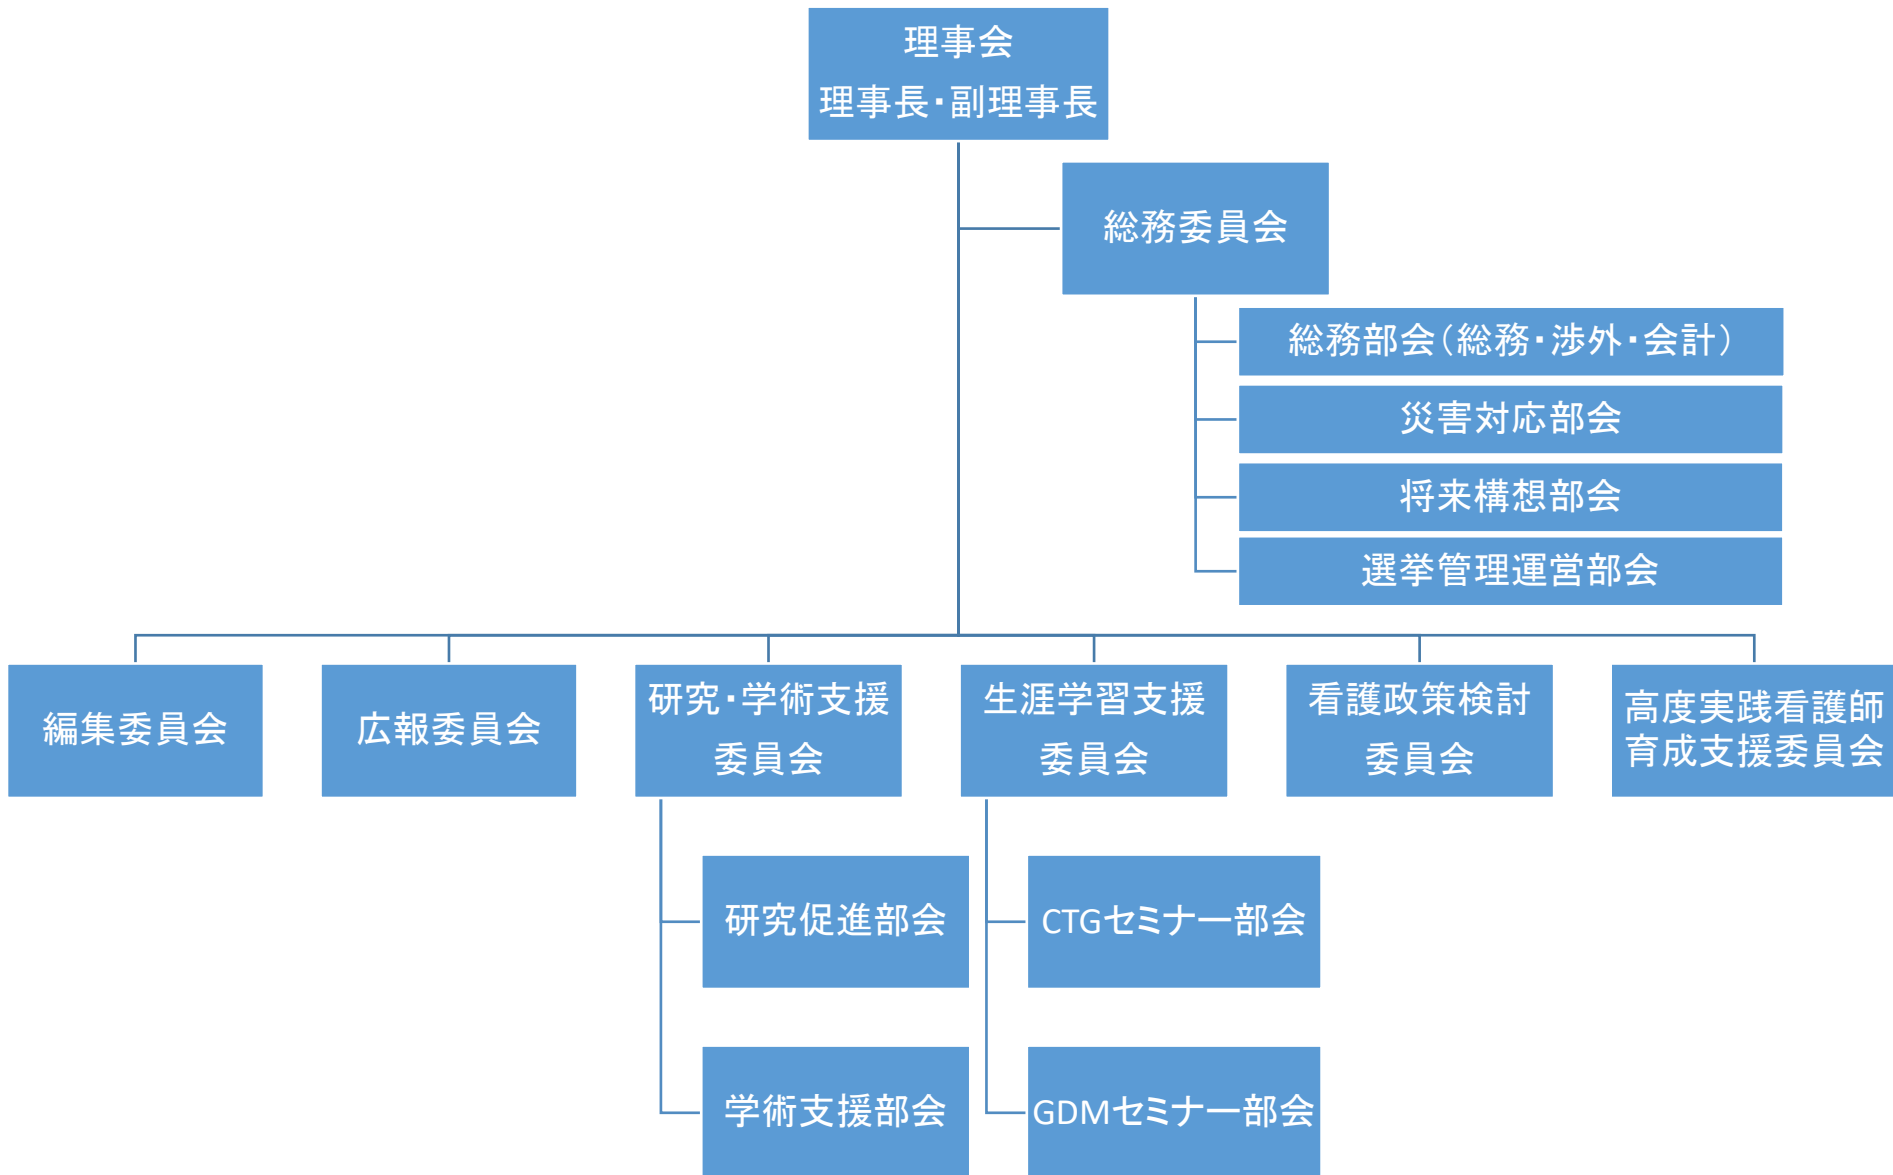 理事会
理事長・副理事長
総務委員会
総務部会(総務・渉外・会計)
災害対応部会
将来構想部会
選挙管理運営部会
編集委員会
広報委員会
研究・学術支援
委員会
生涯学習支援
委員会
看護政策検討
委員会
高度実践看護師
育成支援委員会
研究促進部会
CTGセミナー部会
学術支援部会
GDMセミナー部会